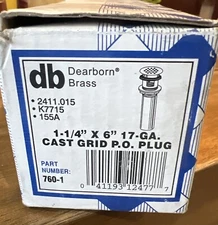 db Dearborn®
Brass
• 2411.015
• K7715
• 155A
1-1/4" X 6" 17-GA.
CAST GRID P.O. PLUG
PART
NUMBER:
760-1
0 41193 12477 7